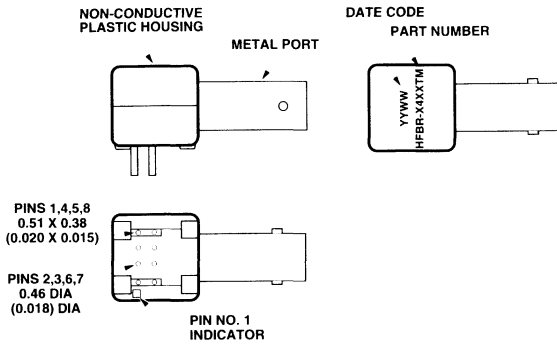 NON-CONDUCTIVE
PLASTIC HOUSING
METAL PORT
DATE CODE
PART NUMBER
YYWW
HFBR-X4XXTM
PINS 1,4,5,8
0.51 X 0.38
(0.020 X 0.015)
PINS 2,3,6,7
0.46 DIA
(0.018) DIA
PIN NO. 1
INDICATOR